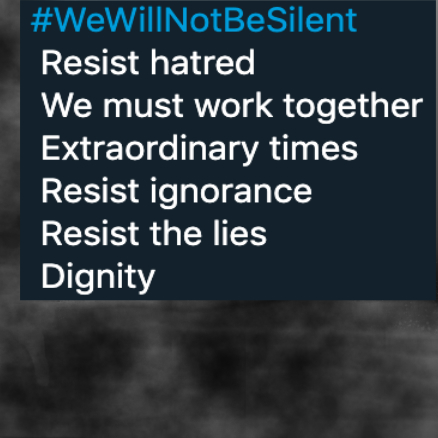 #WeWillNotBeSilent
Resist hatred
We must work together
Extraordinary times
Resist ignorance
Resist the lies
Dignity